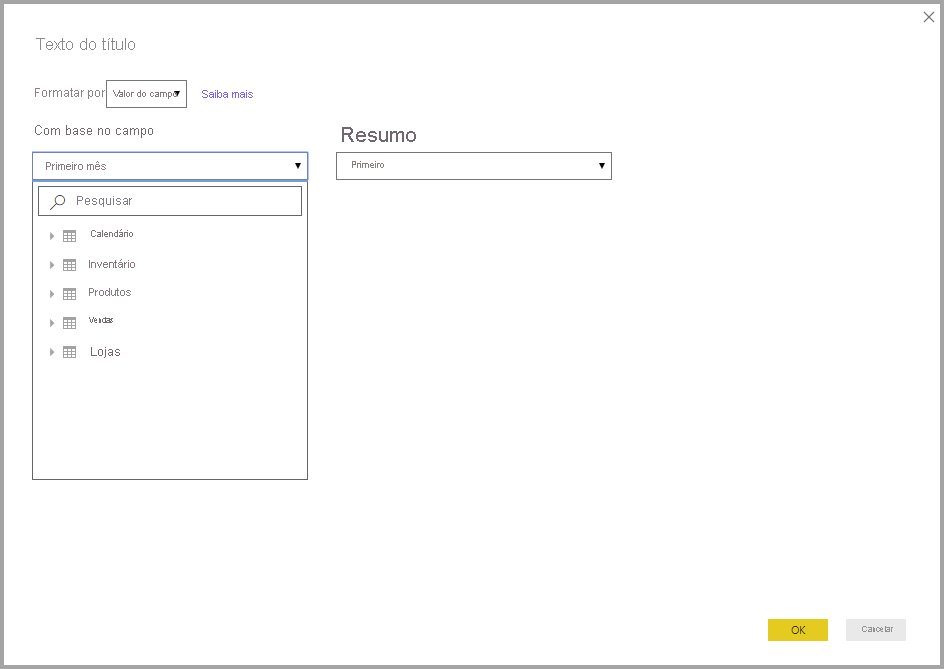 Texto do título
Formatar por Valor do campo Saiba mais
Com base no campo
Resumo
Primeiro mês
Primeiro
Pesquisar
Calendário
Inventário
Produtos
Vendas
Lojas
OK Cancelar